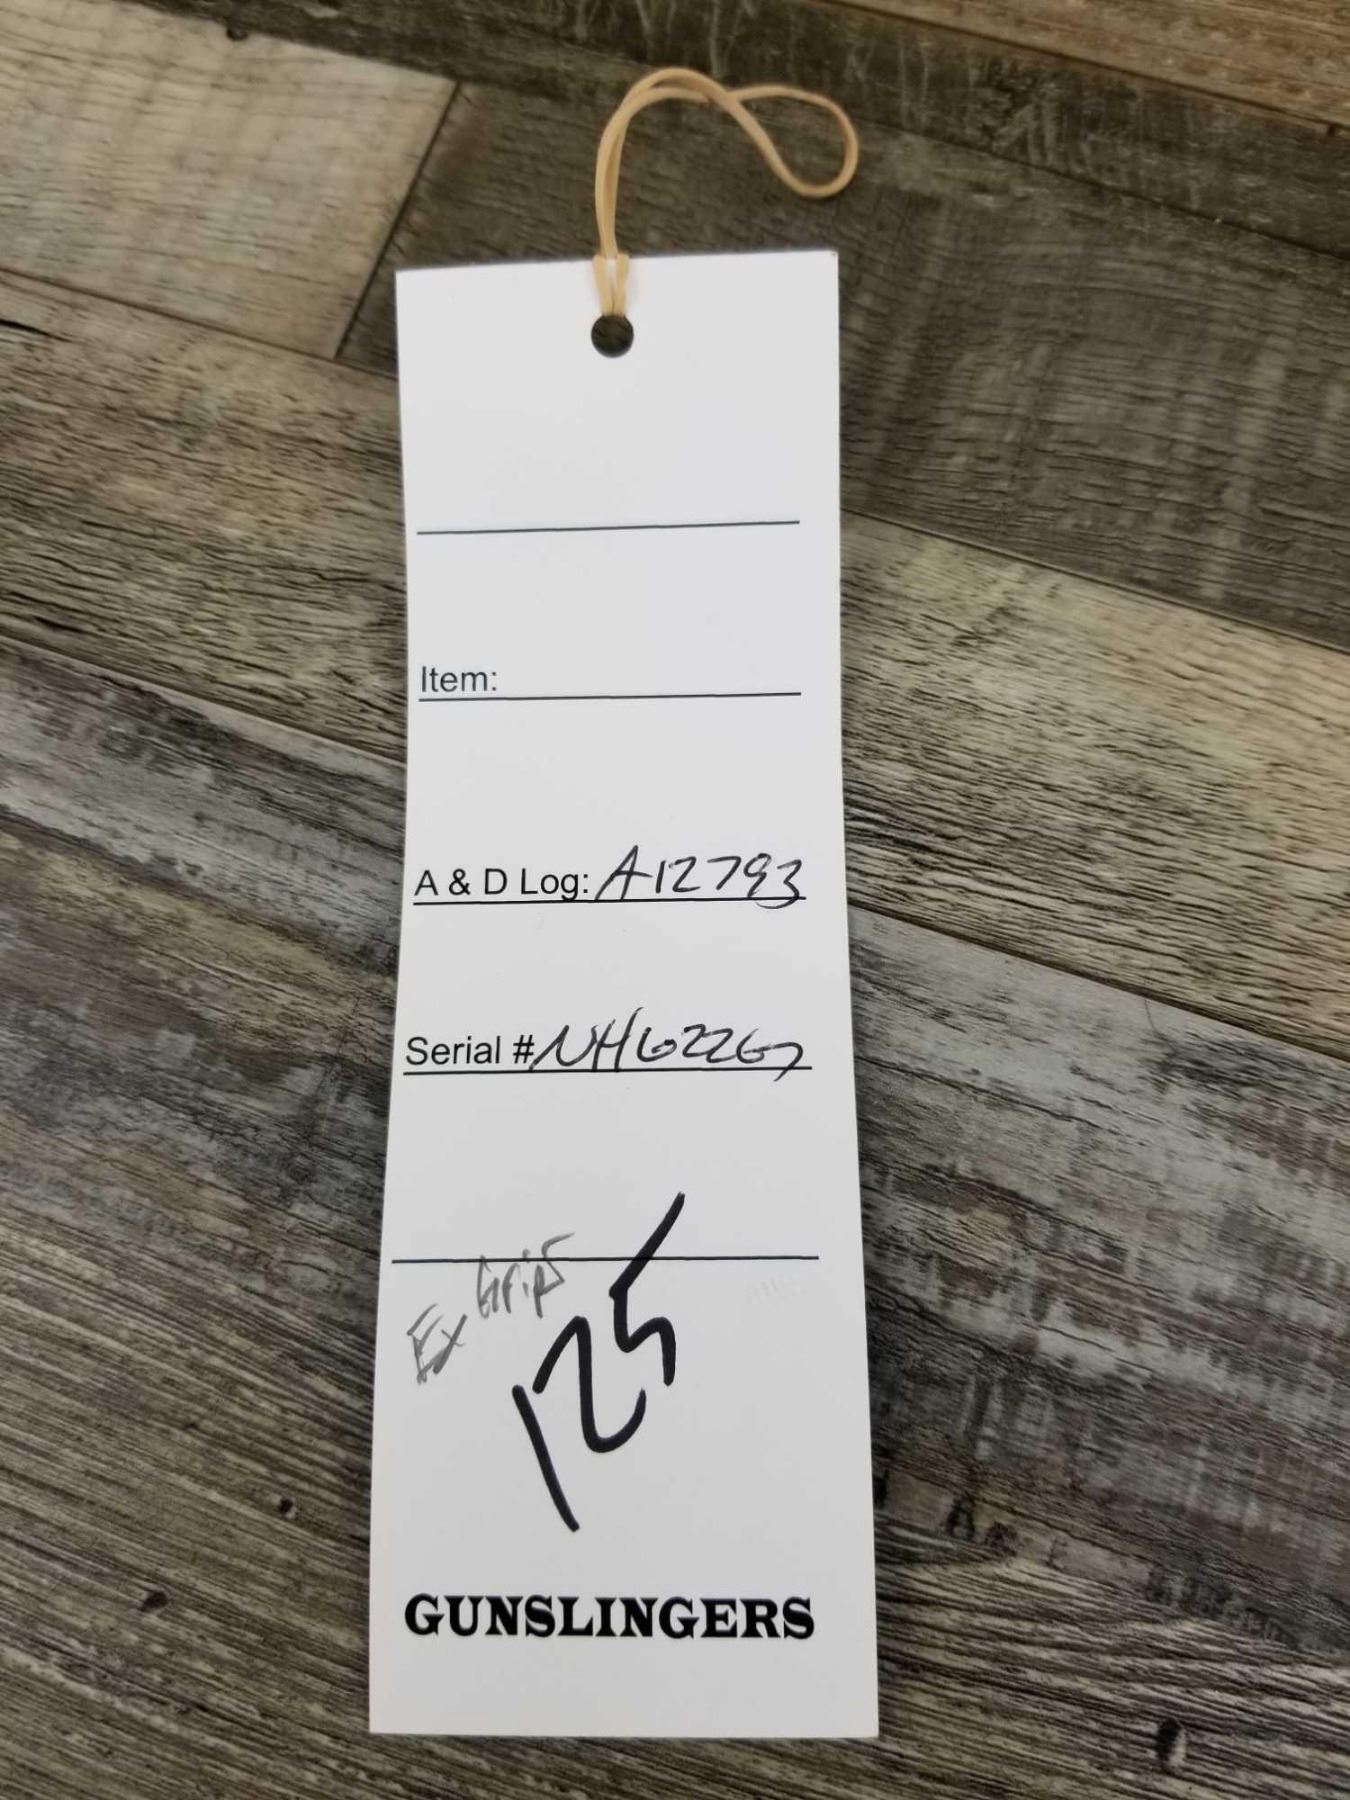 Item:
A & D Log: A12793
Serial # NH62267
Ex Grips
125
GUNSLINGERS